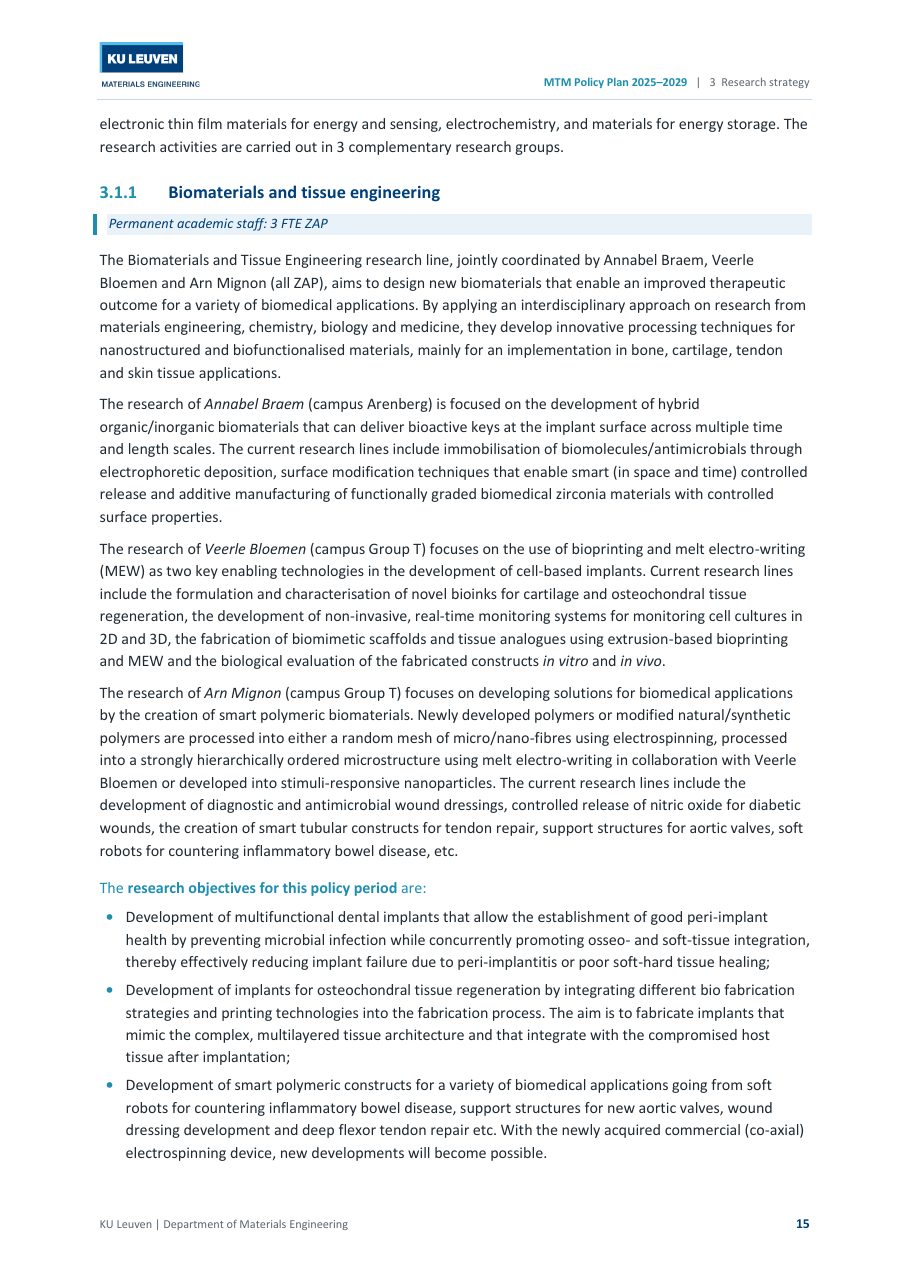 KU LEUVEN
MATERIALS ENGINEERING
MTM Policy Plan 2025–2029 | 3 Research strategy
electronic thin film materials for energy and sensing, electrochemistry, and materials for energy storage. The
research activities are carried out in 3 complementary research groups.
3.1.1 Biomaterials and tissue engineering
Permanent academic staff: 3 FTE ZAP
The Biomaterials and Tissue Engineering research line, jointly coordinated by Annabel Braem, Veerle
Bloemen and Arn Mignon (all ZAP), aims to design new biomaterials that enable an improved therapeutic
outcome for a variety of biomedical applications. By applying an interdisciplinary approach on research from
materials engineering, chemistry, biology and medicine, they develop innovative processing techniques for
nanostructured and biofunctionalised materials, mainly for an implementation in bone, cartilage, tendon
and skin tissue applications.
The research of Annabel Braem (campus Arenberg) is focused on the development of hybrid
organic/inorganic biomaterials that can deliver bioactive keys at the implant surface across multiple time
and length scales. The current research lines include immobilisation of biomolecules/antimicrobials through
electrophoretic deposition, surface modification techniques that enable smart (in space and time) controlled
release and additive manufacturing of functionally graded biomedical zirconia materials with controlled
surface properties.
The research of Veerle Bloemen (campus Group T) focuses on the use of bioprinting and melt electro-writing
(MEW) as two key enabling technologies in the development of cell-based implants. Current research lines
include the formulation and characterisation of novel bioinks for cartilage and osteochondral tissue
regeneration, the development of non-invasive, real-time monitoring systems for monitoring cell cultures in
2D and 3D, the fabrication of biomimetic scaffolds and tissue analogues using extrusion-based bioprinting
and MEW and the biological evaluation of the fabricated constructs in vitro and in vivo.
The research of Arn Mignon (campus Group T) focuses on developing solutions for biomedical applications
by the creation of smart polymeric biomaterials. Newly developed polymers or modified natural/synthetic
polymers are processed into either a random mesh of micro/nano-fibres using electrospinning, processed
into a strongly hierarchically ordered microstructure using melt electro-writing in collaboration with Veerle
Bloemen or developed into stimuli-responsive nanoparticles. The current research lines include the
development of diagnostic and antimicrobial wound dressings, controlled release of nitric oxide for diabetic
wounds, the creation of smart tubular constructs for tendon repair, support structures for aortic valves, soft
robots for countering inflammatory bowel disease, etc.
The research objectives for this policy period are:
• Development of multifunctional dental implants that allow the establishment of good peri-implant
health by preventing microbial infection while concurrently promoting osseo- and soft-tissue integration,
thereby effectively reducing implant failure due to peri-implantitis or poor soft-hard tissue healing;
• Development of implants for osteochondral tissue regeneration by integrating different bio fabrication
strategies and printing technologies into the fabrication process. The aim is to fabricate implants that
mimic the complex, multilayered tissue architecture and that integrate with the compromised host
tissue after implantation;
• Development of smart polymeric constructs for a variety of biomedical applications going from soft
robots for countering inflammatory bowel disease, support structures for new aortic valves, wound
dressing development and deep flexor tendon repair etc. With the newly acquired commercial (co-axial)
electrospinning device, new developments will become possible.
KU Leuven | Department of Materials Engineering
15